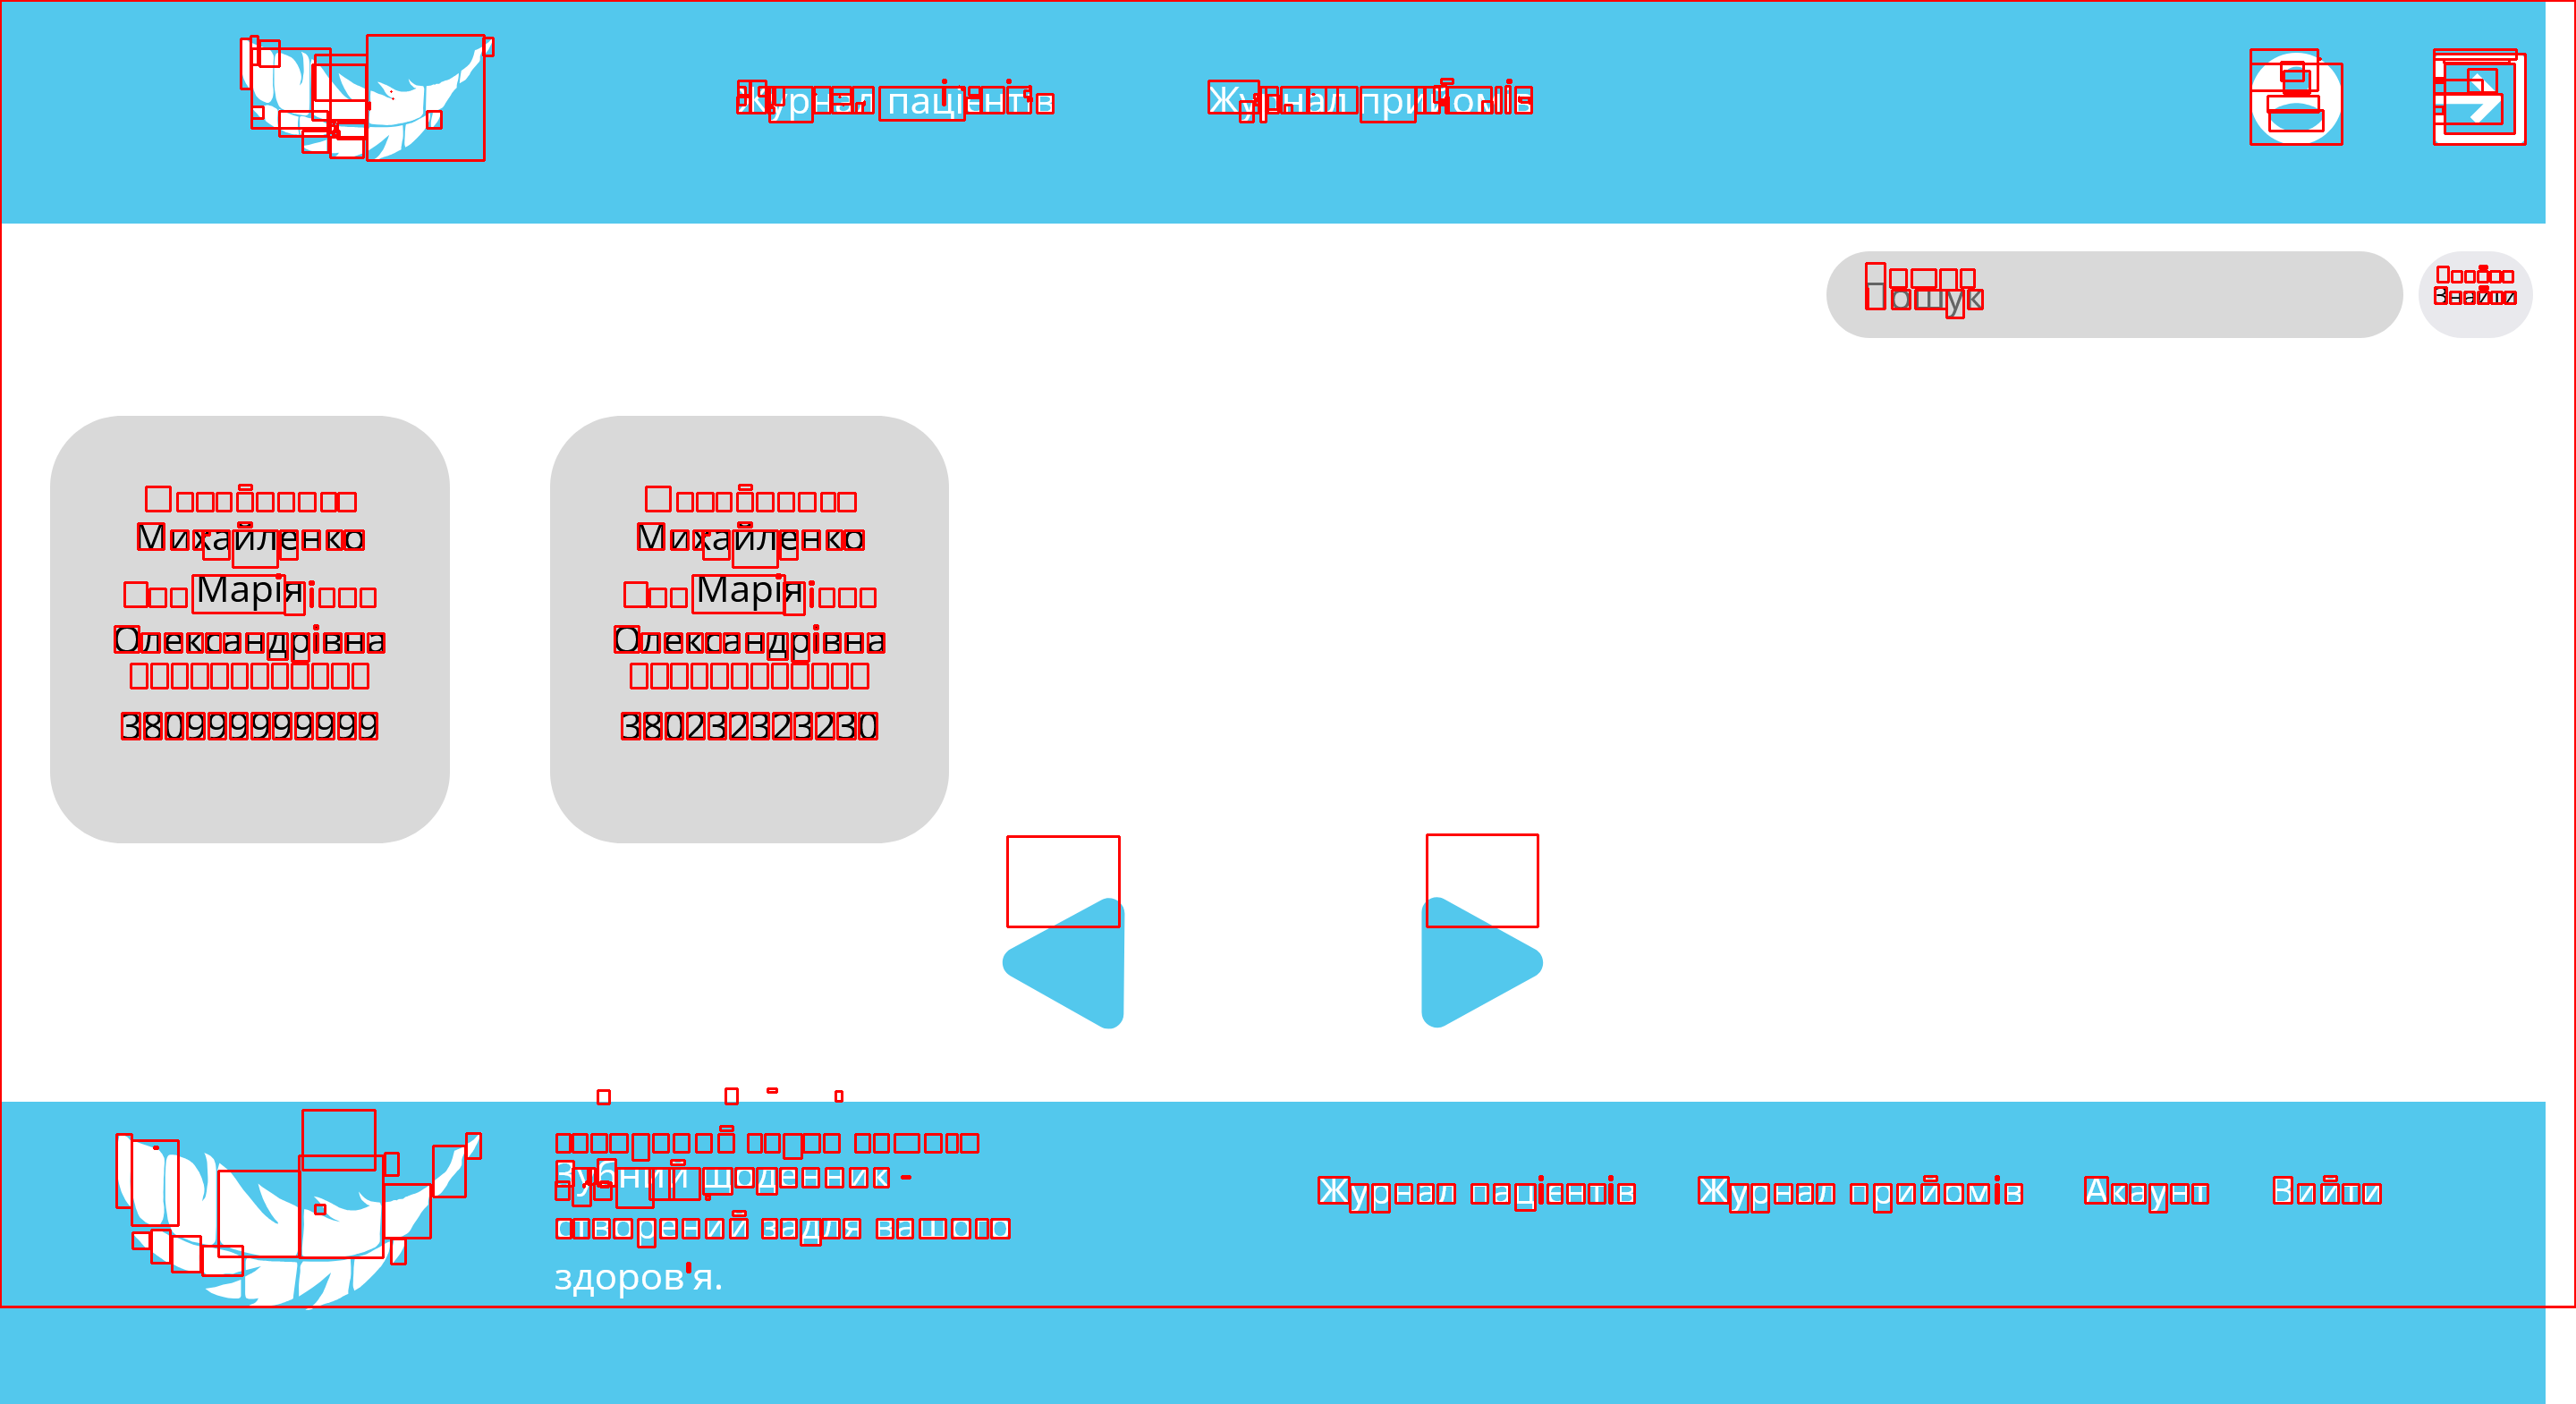 Журнал пацієнтів
Журнал прийомів
Пошук
Знайти
Михайленко
Марія
Олександрівна
380999999999
Михайленко
Марія
Олександрівна
380232323230
Зубний щоденник -
створений задля вашого
здоров'я.
Журнал пацієнтів
Журнал прийомів
Акаунт
Вийти